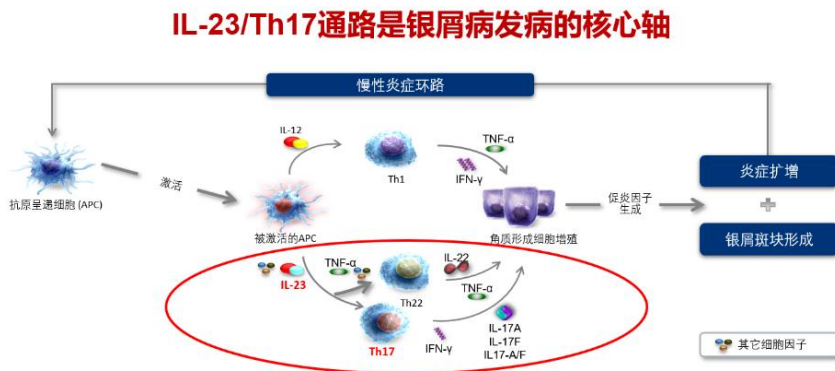 IL-23/Th17通路是银屑病发病的核心轴
慢性炎症环路
IL-12
Th1
TNF-α
IFN-γ
抗原呈递细胞 (APC)
激活
被激活的APC
角质形成细胞增殖
促炎因子
生成
炎症扩增
银屑斑块形成
IL-23
TNF-α
Th22
IL-22
TNF-α
Th17
IFN-γ
IL-17A
IL-17F
IL17-A/F
其它细胞因子